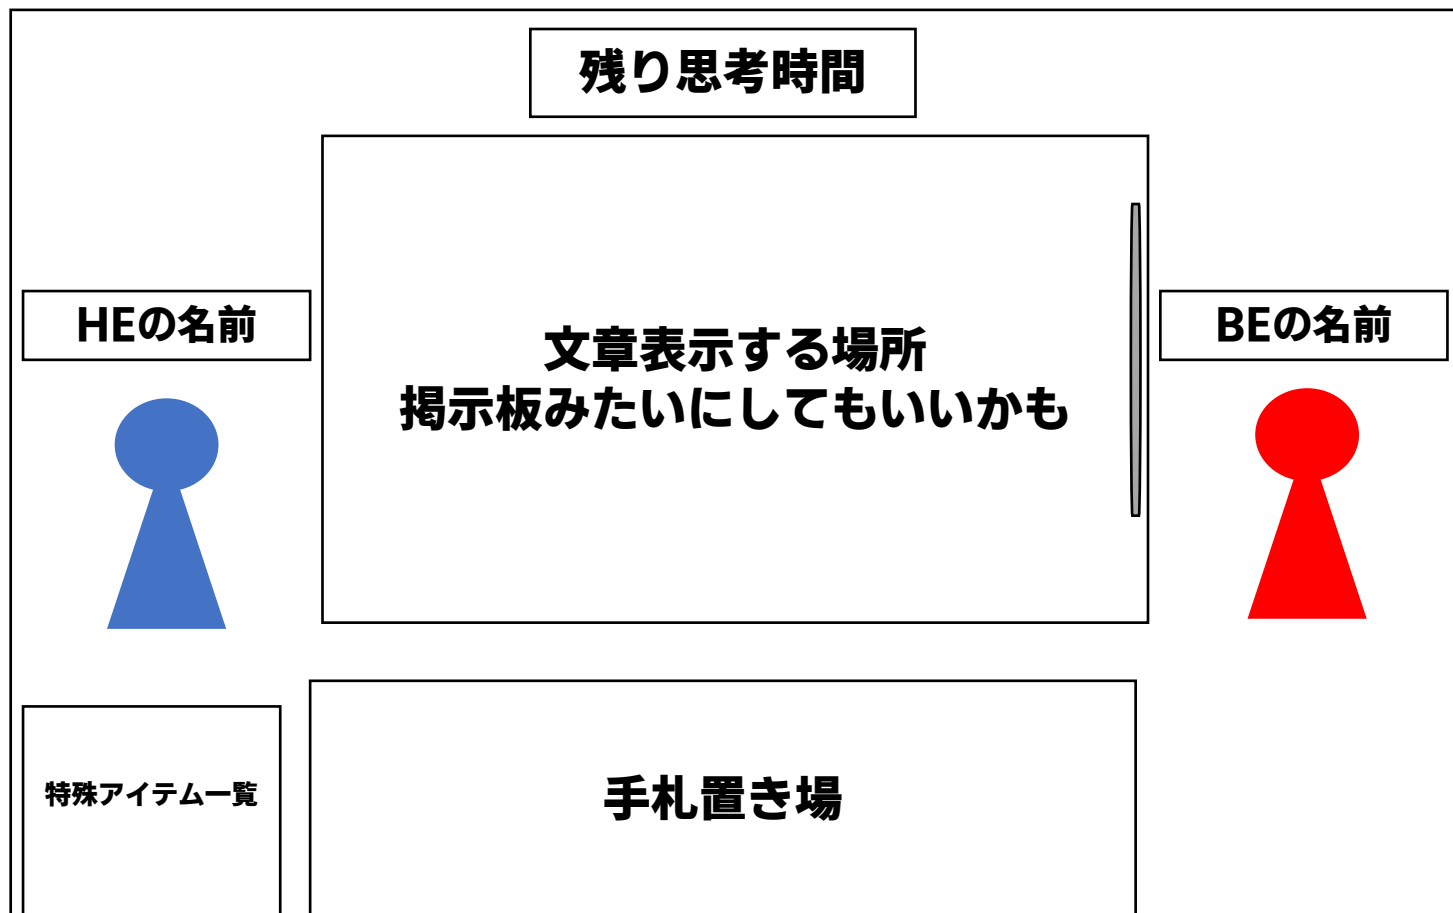 残り思考時間
HEの名前
文章表示する場所
掲示板みたいにしてもいいかも
BEの名前
特殊アイテム一覧
手札置き場